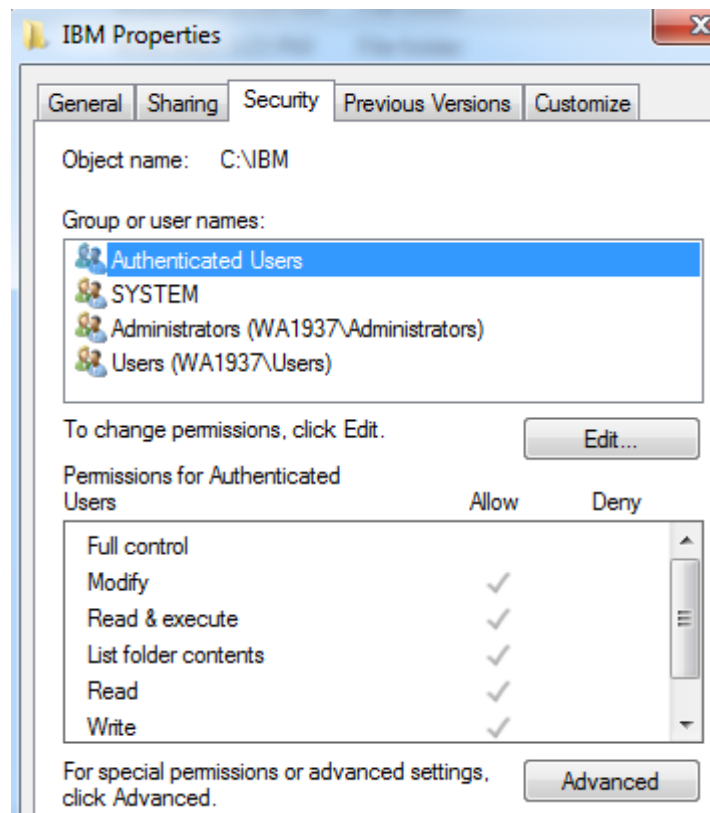 IBM Properties
General Sharing Security Previous Versions Customize
Object name: C:\IBM
Group or user names:
Authenticated Users
SYSTEM
Administrators (WA1937\Administrators)
Users (WA1937\Users)
To change permissions, click Edit.
Edit...
Permissions for Authenticated
Users Allow Deny
Full control
Modify
Read & execute
List folder contents
Read
Write
For special permissions or advanced settings,
click Advanced.
Advanced